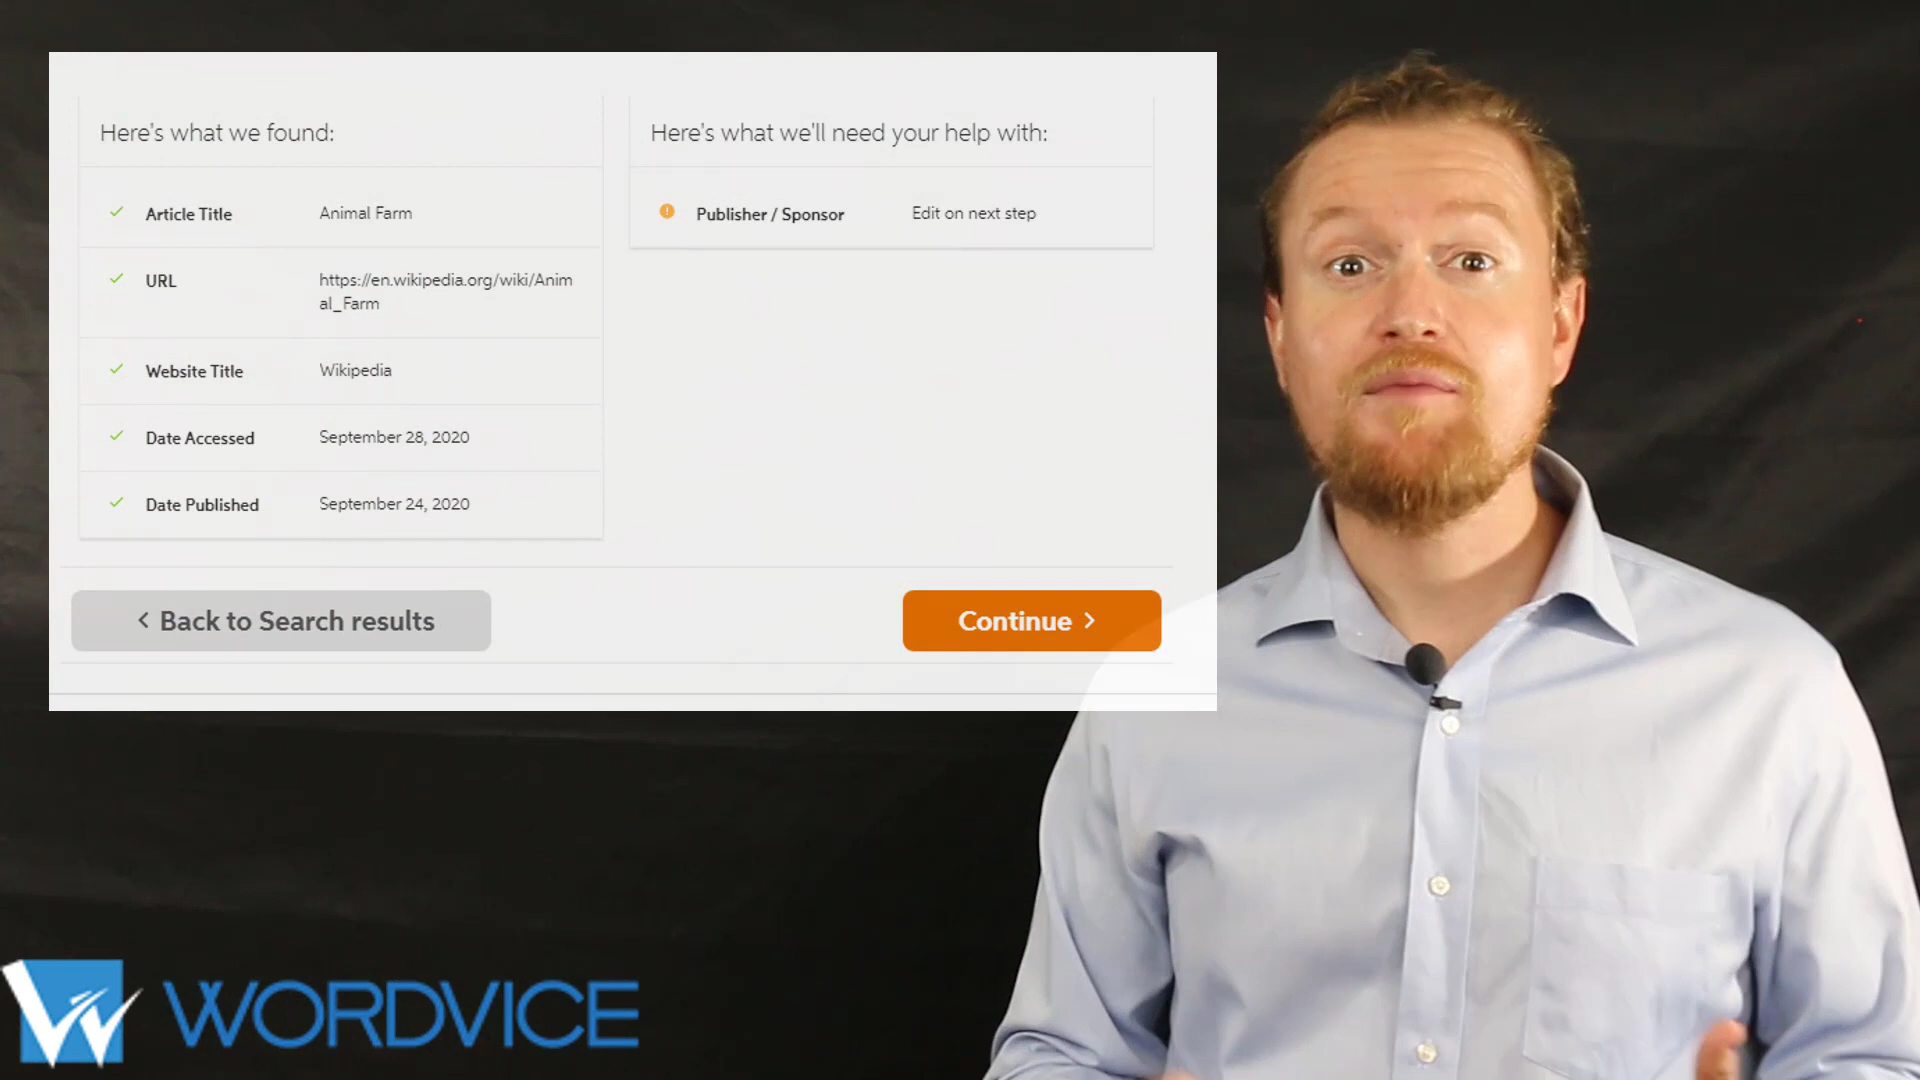 Here's what we found:
Article Title Animal Farm
URL https://en.wikipedia.org/wiki/Anim
al_Farm
Website Title Wikipedia
Date Accessed September 28, 2020
Date Published September 24, 2020
Here's what we'll need your help with:
Publisher / Sponsor Edit on next step
< Back to Search results
Continue >
WORDVICE